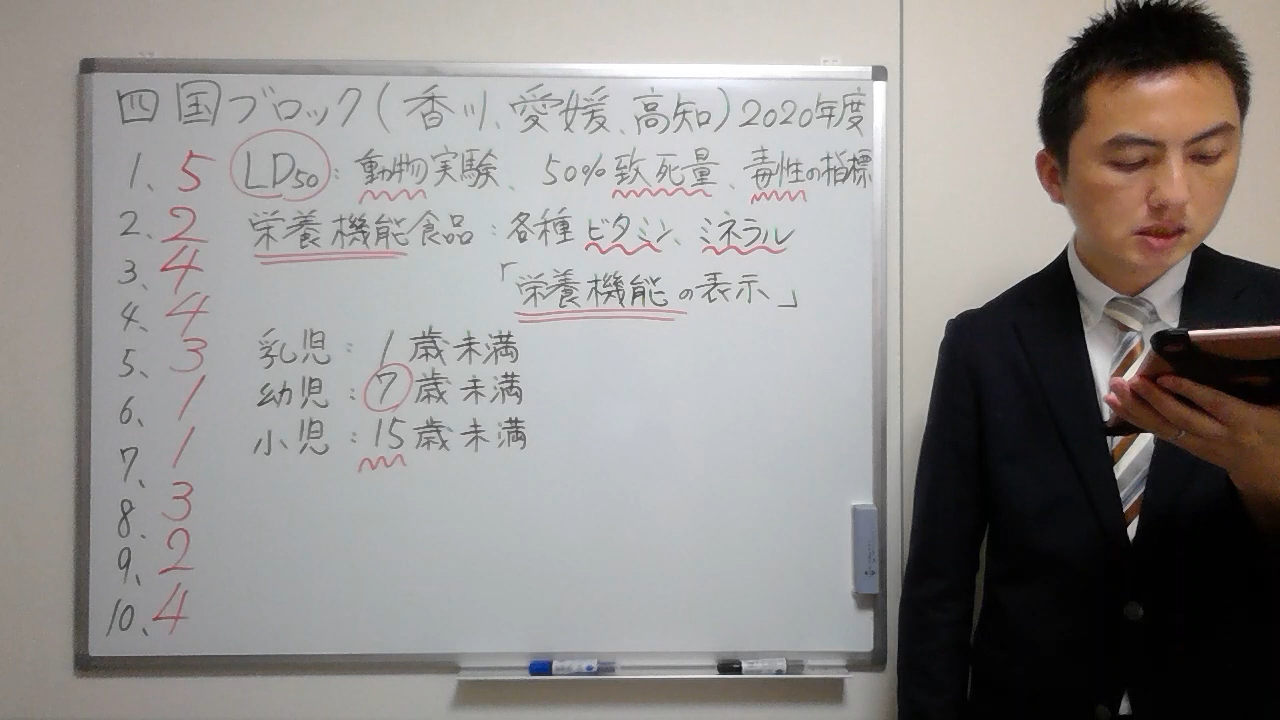 四国ブロック(香川、愛媛、高知)2020年度
1、5 LD50:動物実験、50%致死量、毒性の指標
2、2 栄養機能食品:各種ビタミン、ミネラル
3、4 「栄養機能の表示」
4、4
5、3 乳児:1歳未満
6、1 幼児:7歳未満
7、1 小児:15歳未満
8、3
9、2
10、4